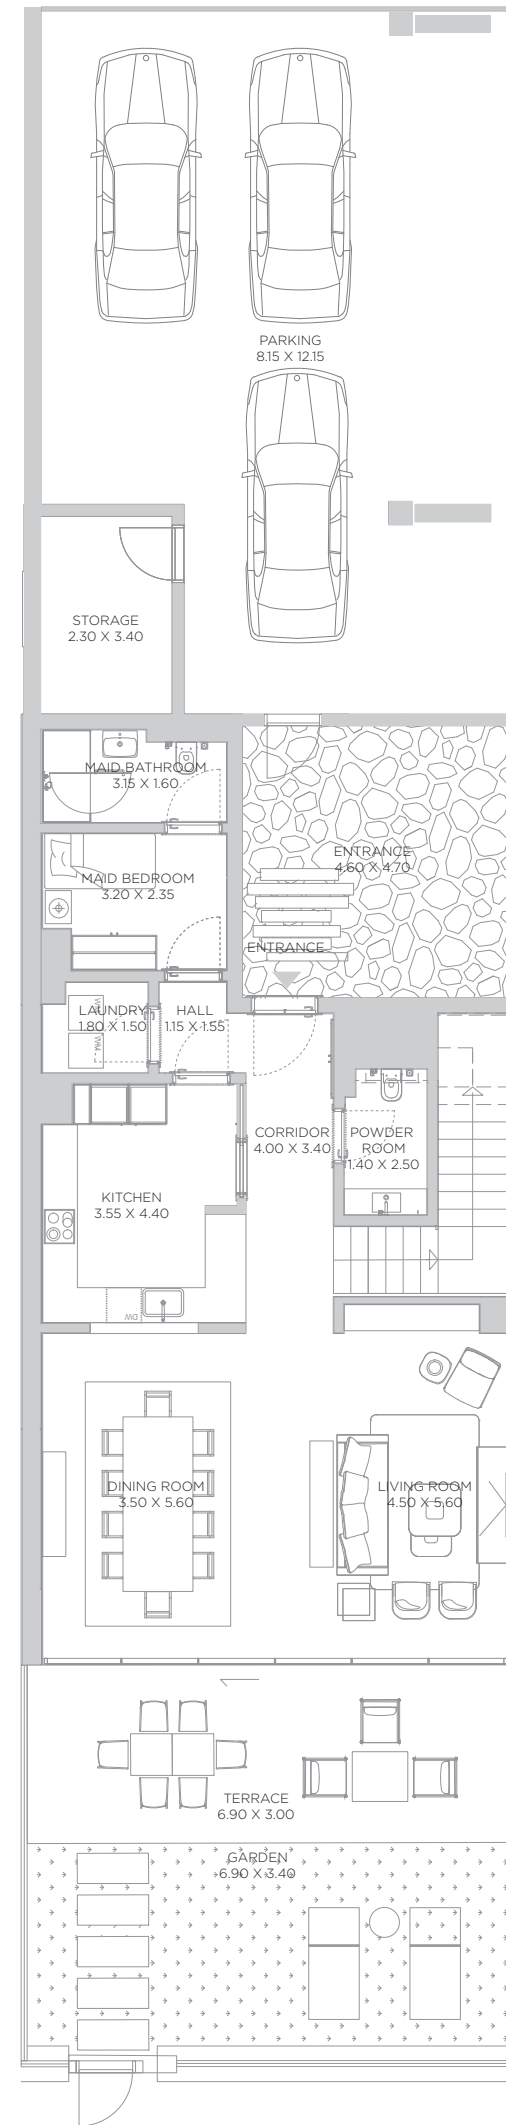 PARKING
8.15 X 12.15
STORAGE
2.30 X 3.40
MAID BATHROOM
3.15 X 1.60
ENTRANCE
4.60 X 4.70
MAID BEDROOM
3.20 X 2.35
ENTRANCE
LAUNDRY
1.80 X 1.50
HALL
1.15 X 1.55
CORRIDOR
4.00 X 3.40
POWDER
ROOM
1.40 X 2.50
KITCHEN
3.55 X 4.40
DW
DINING ROOM
3.50 X 5.60
LIVING ROOM
4.50 X 5.60
TERRACE
6.90 X 3.00
GARDEN
6.90 X 3.40